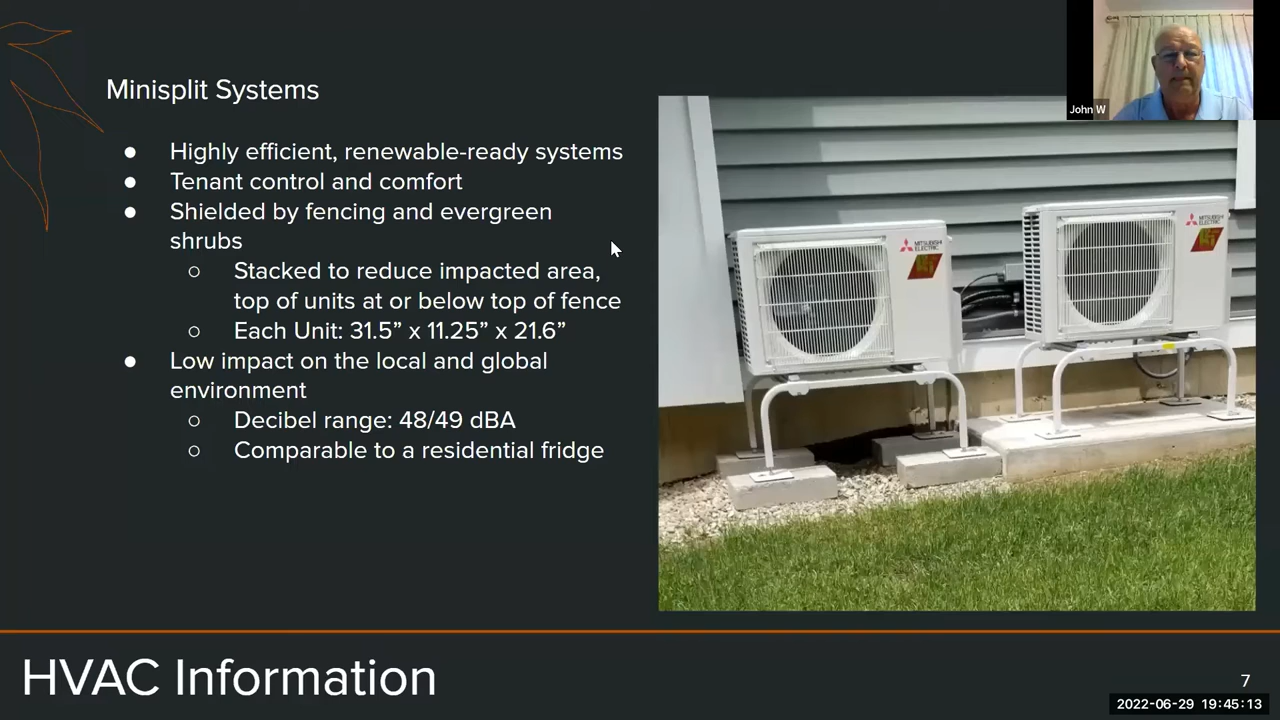 John W
Minisplit Systems
● Highly efficient, renewable-ready systems
● Tenant control and comfort
● Shielded by fencing and evergreen
shrubs
○ Stacked to reduce impacted area,
top of units at or below top of fence
○ Each Unit: 31.5” x 11.25” x 21.6”
● Low impact on the local and global
environment
○ Decibel range: 48/49 dBA
○ Comparable to a residential fridge
MITSUBISHI
ELECTRIC
MITSUBISHI
ELECTRIC
HVAC Information
7
2022-06-29 19:45:13